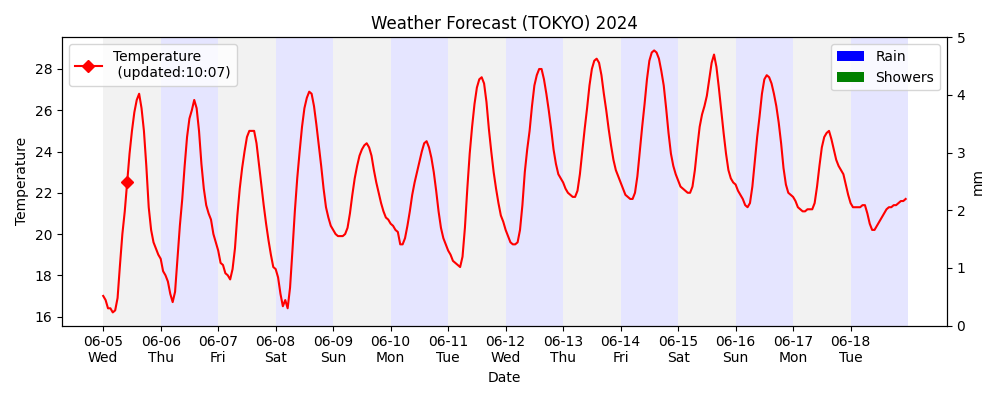 Weather Forecast (TOKYO) 2024
Temperature
(updated:10:07)
Rain
Showers
Temperature
28
26
24
22
20
18
16
5
4
3
2
1
0
mm
06-05 06-06 06-07 06-08 06-09 06-10 06-11 06-12 06-13 06-14 06-15 06-16 06-17 06-18
Wed Thu Fri Sat Sun Mon Tue Wed Thu Fri Sat Sun Mon Tue
Date